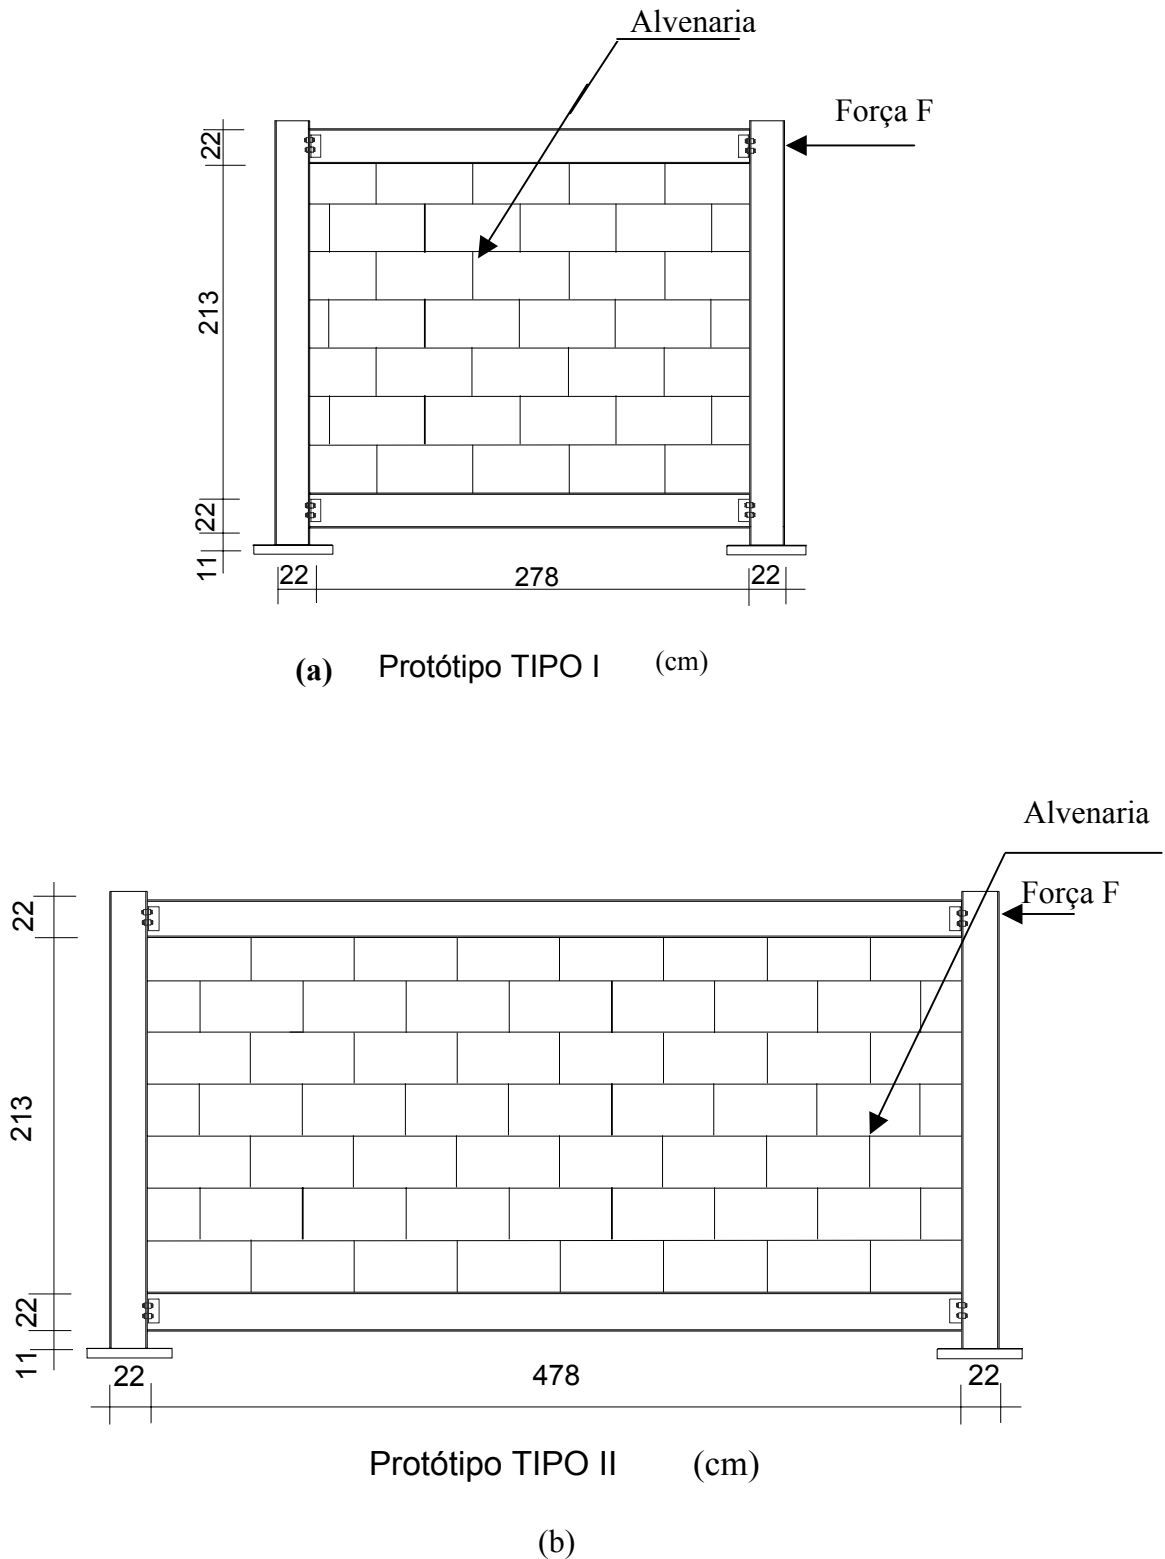 Alvenaria
Força F
22
213
22
11
22
278
22
(a) Protótipo TIPO I (cm)
Alvenaria
Força F
22
213
22
11
22
478
22
Protótipo TIPO II (cm)
(b)